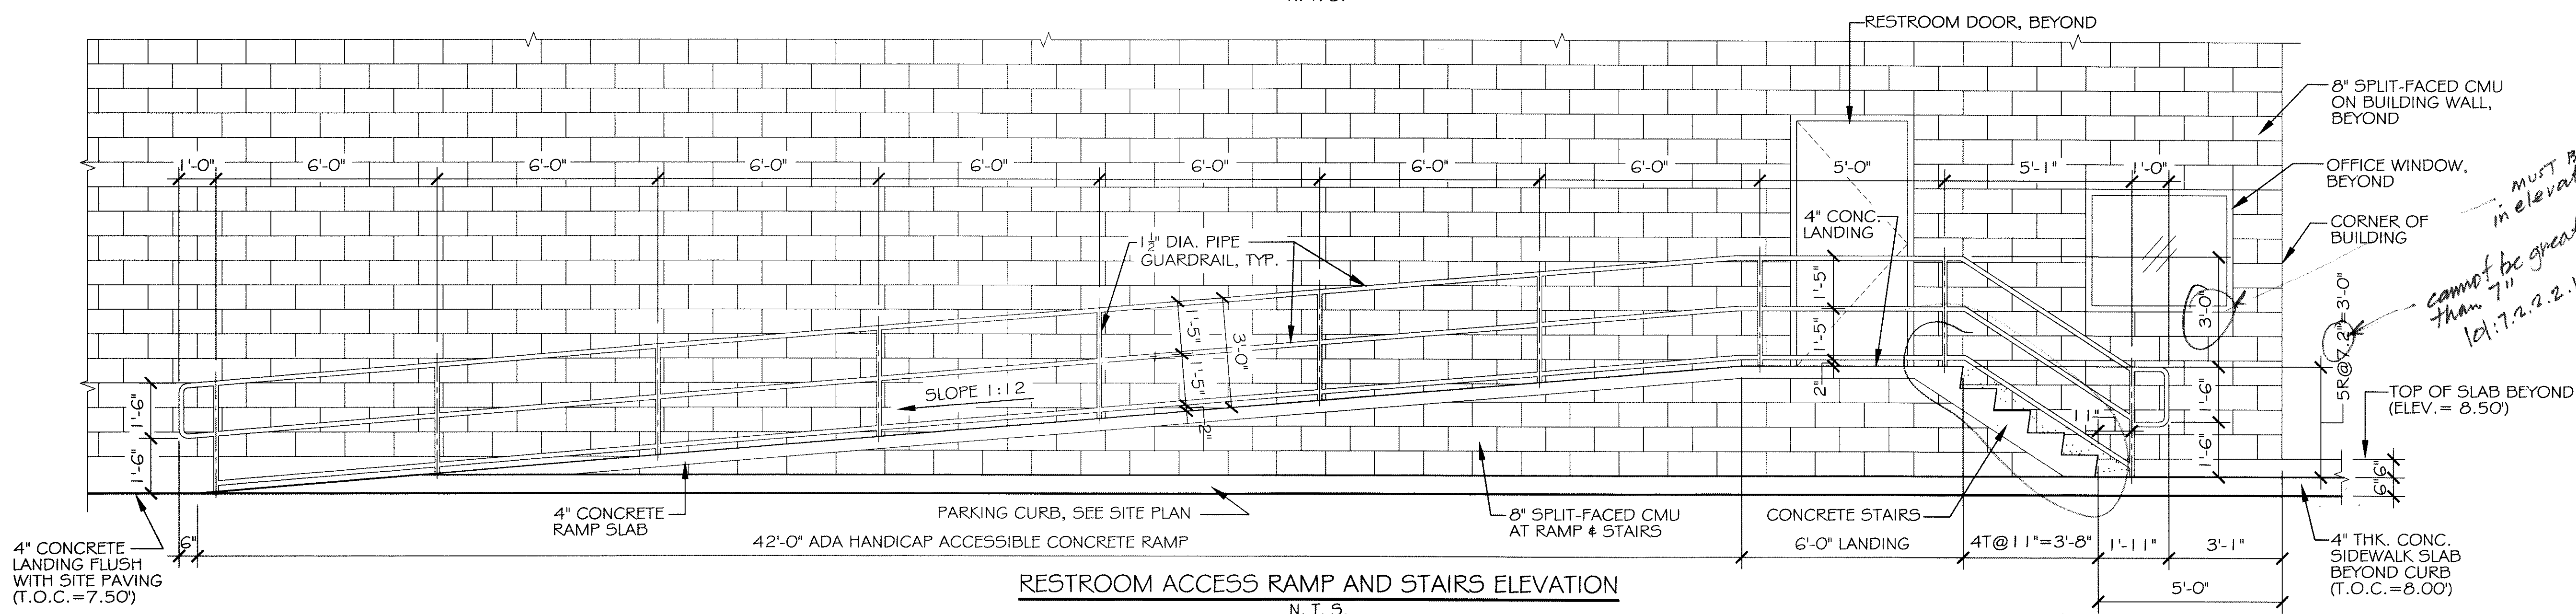 RESTROOM DOOR, BEYOND
8" SPLIT-FACED CMU
ON BUILDING WALL,
BEYOND
1'-0"
6'-0"
6'-0"
6'-0"
6'-0"
6'-0"
6'-0"
6'-0"
5'-0"
5'-1"
1'-0"
OFFICE WINDOW,
BEYOND
must
in elevat
CORNER OF
BUILDING
cannot be great
than 7"
101:7.2.2.2.1
4" CONC.
LANDING
1 1/2" DIA. PIPE
GUARDRAIL, TYP.
1'-5"
1'-5"
2"
1'-5"
1'-5"
3'-0"
2"
3'-0"
5R@7.2"=3'-0"
SLOPE 1:12
1'-6"
1'-6"
11"
1'-6"
1'-6"
TOP OF SLAB BEYOND
(ELEV.= 8.50')
6"
6"
4" CONCRETE
RAMP SLAB
PARKING CURB, SEE SITE PLAN
8" SPLIT-FACED CMU
AT RAMP & STAIRS
CONCRETE STAIRS
4" CONCRETE
LANDING FLUSH
WITH SITE PAVING
(T.O.C.=7.50')
6"
42'-0" ADA HANDICAP ACCESSIBLE CONCRETE RAMP
6'-0" LANDING
4T@11"=3'-8"
1'-11"
3'-1"
5'-0"
4" THK. CONC.
SIDEWALK SLAB
BEYOND CURB
(T.O.C.=8.00')
RESTROOM ACCESS RAMP AND STAIRS ELEVATION
N. T. S.